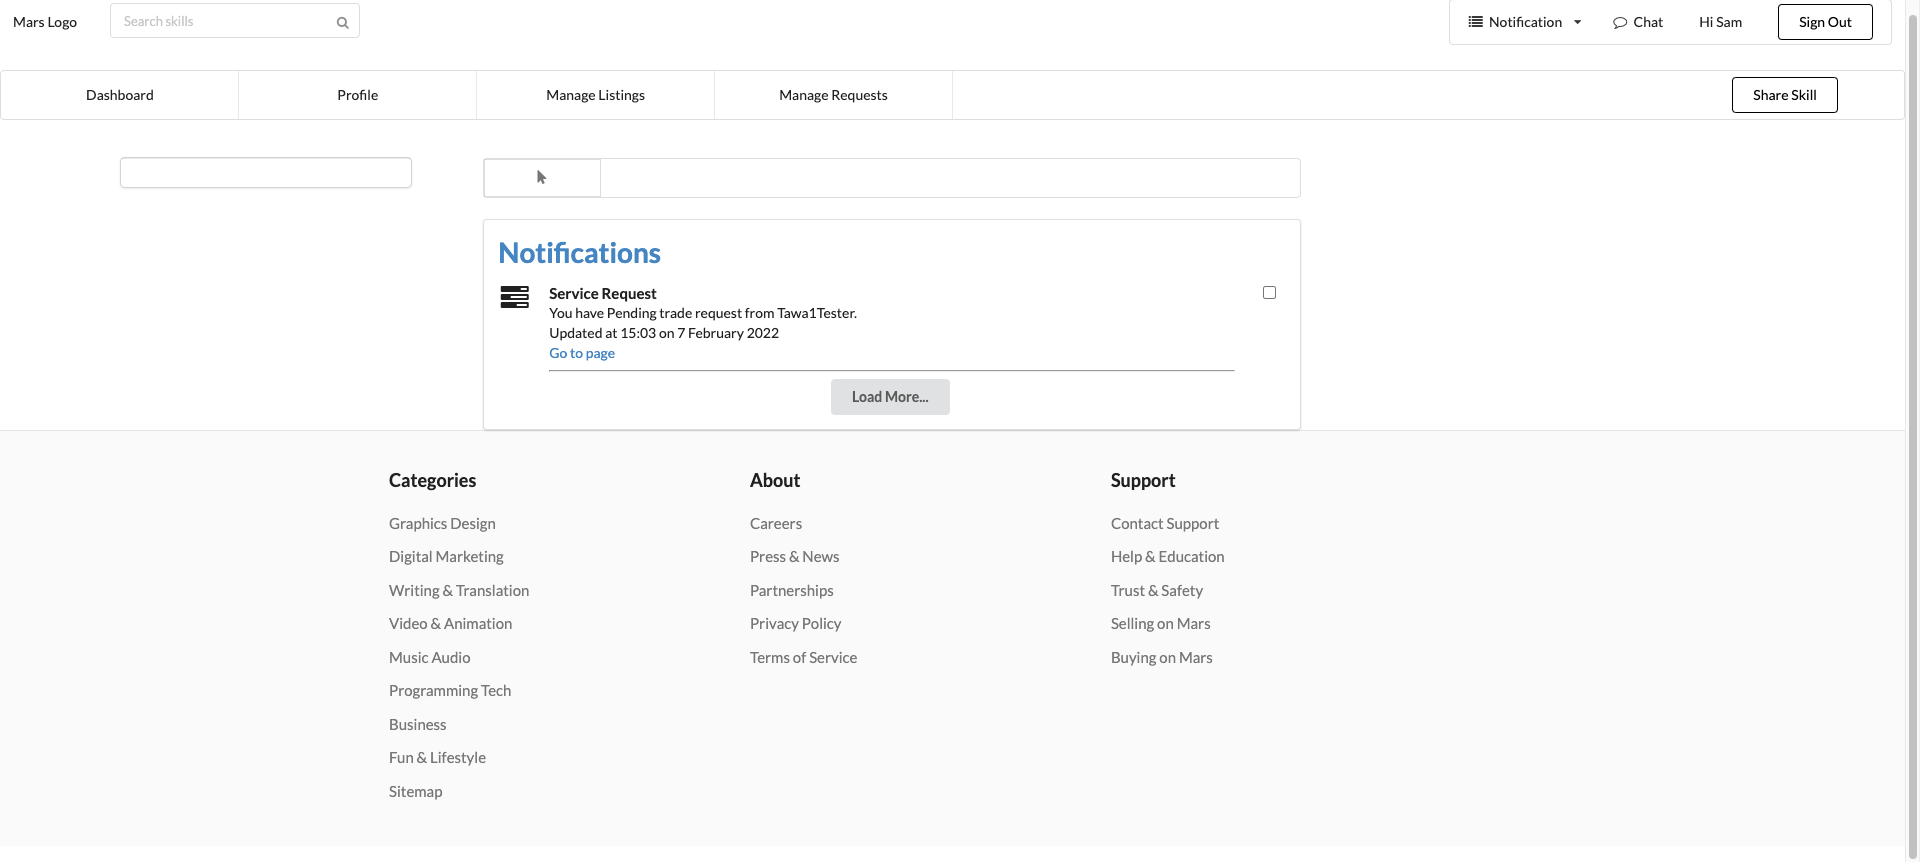 Mars Logo
Search skills
Notification
Chat
Hi Sam
Sign Out
Dashboard
Profile
Manage Listings
Manage Requests
Share Skill
Notifications
Service Request
You have Pending trade request from Tawa1Tester.
Updated at 15:03 on 7 February 2022
Go to page
Load More...
Categories
Graphics Design
Digital Marketing
Writing & Translation
Video & Animation
Music Audio
Programming Tech
Business
Fun & Lifestyle
Sitemap
About
Careers
Press & News
Partnerships
Privacy Policy
Terms of Service
Support
Contact Support
Help & Education
Trust & Safety
Selling on Mars
Buying on Mars